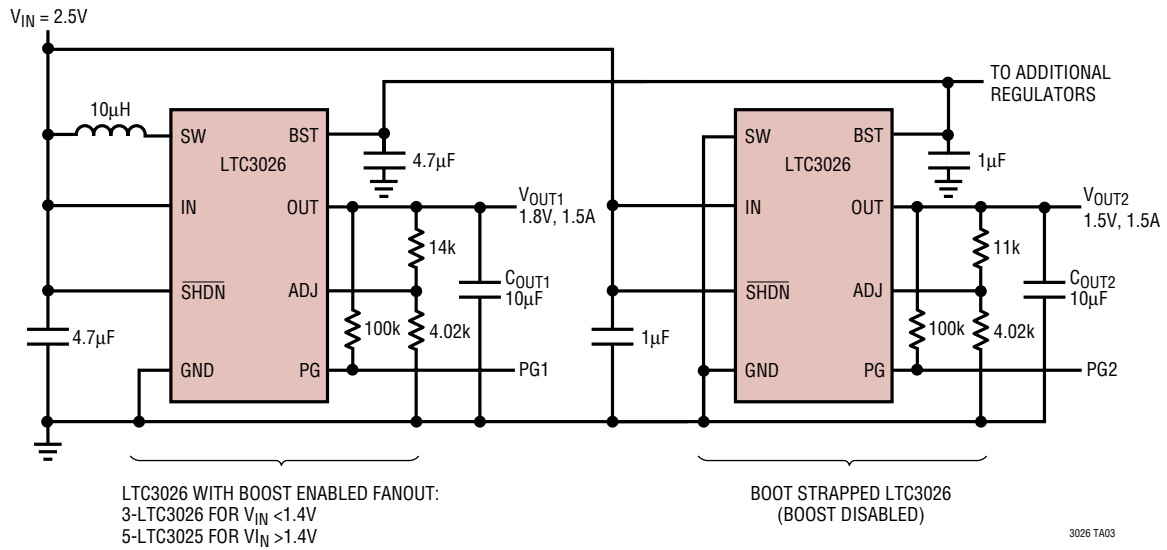 VIN = 2.5V
TO ADDITIONAL
REGULATORS
10µH
SW
BST
LTC3026
4.7µF
IN
OUT
VOUT1
1.8V, 1.5A
14k
SHDN
ADJ
COUT1
10µF
4.7µF
100k
4.02k
GND
PG
PG1
SW
BST
LTC3026
1µF
IN
OUT
VOUT2
1.5V, 1.5A
11k
SHDN
ADJ
COUT2
10µF
1µF
100k
4.02k
GND
PG
PG2
LTC3026 WITH BOOST ENABLED FANOUT:
3-LTC3026 FOR VIN <1.4V
5-LTC3025 FOR VIN >1.4V
BOOT STRAPPED LTC3026
(BOOST DISABLED)
3026 TA03